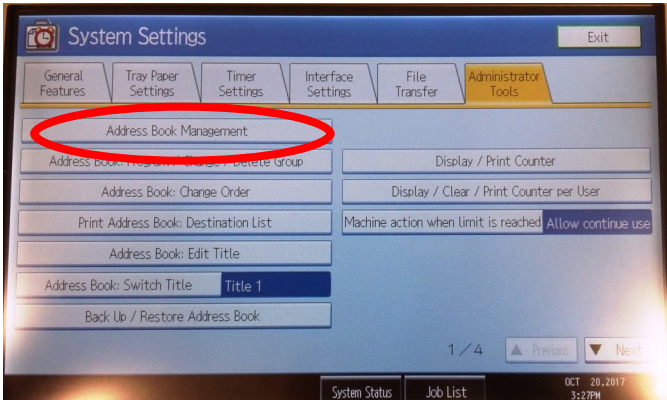 System Settings
Exit
General Features
Tray Paper Settings
Timer Settings
Interface Settings
File Transfer
Administrator Tools
Address Book Management
Address Book: Program / Change / Delete Group
Display / Print Counter
Address Book: Change Order
Display / Clear / Print Counter per User
Print Address Book: Destination List
Machine action when limit is reached Allow continue use
Address Book: Edit Title
Address Book: Switch Title Title 1
Back Up / Restore Address Book
1/4 ▲ Previous ▼ Next
System Status Job List OCT 20,2017
3:27PM